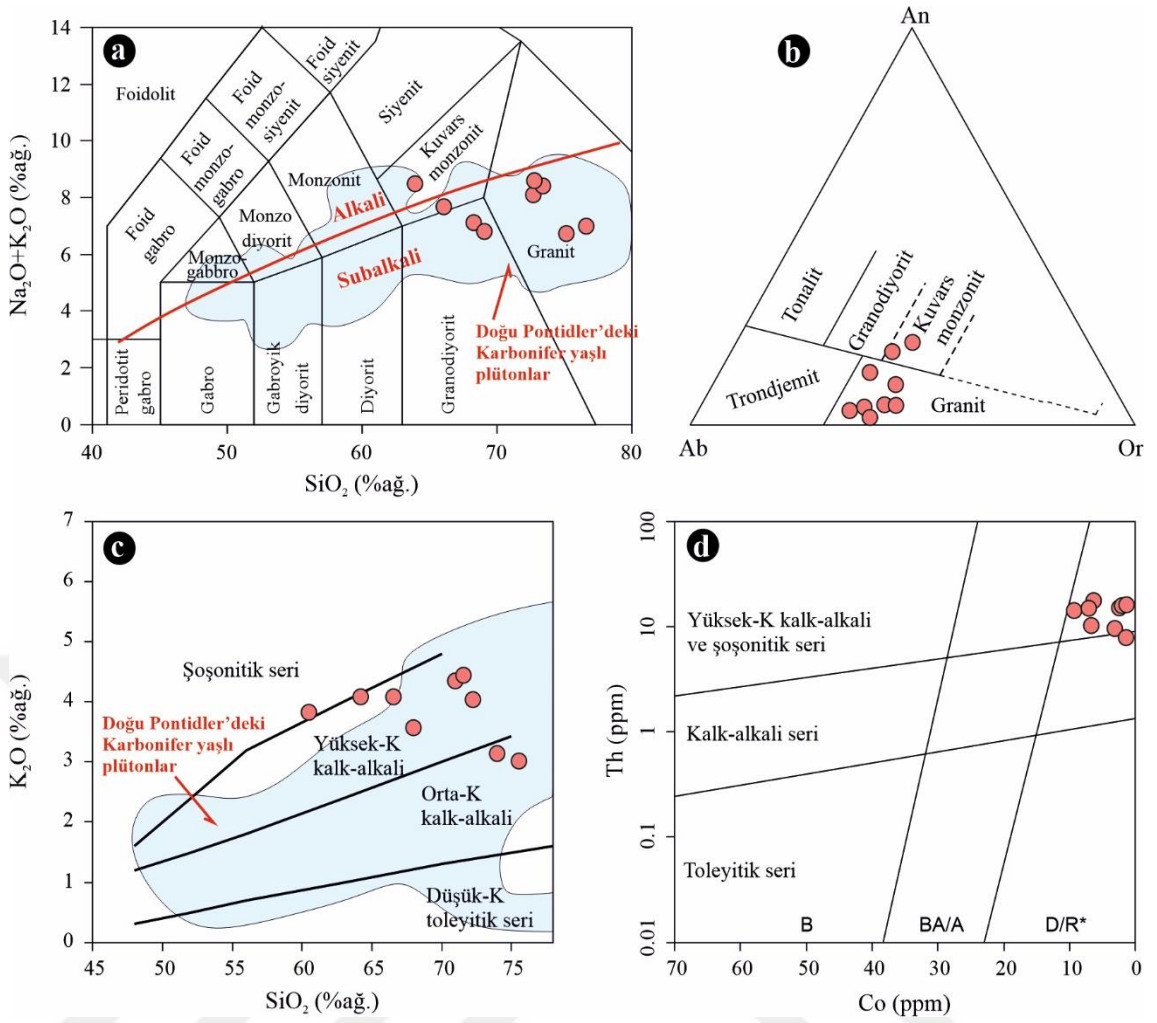 a
14
12
10
8
6
4
2
0
Na₂O+K₂O (%ağ.)
Foidolit
Foid
gabro
Foid
monzo-
gabro
Foid
monzo-
siyenit
Foid
siyenit
Siyenit
Kuvars
monzonit
Monzonit
Monzo
diyorit
Monzo-
gabbro
Alkali
Subalkali
Granit
Doğu Pontidler’deki
Karbonifer yaşlı
plütonlar
Peridotit
gabro
Gabro
Gabroyik
diyorit
Diyorit
Granodiyorit
40 50 60 70 80
SiO₂ (%ağ.)
b
An
Tonalit
Granodiyorit
Kuvars
monzonit
Trondjemit
Granit
Ab
Or
c
7
6
5
4
3
2
1
0
K₂O (%ağ.)
Şoşonitik seri
Doğu Pontidler’deki
Karbonifer yaşlı
plütonlar
Yüksek-K
kalk-alkali
Orta-K
kalk-alkali
Düşük-K
toleyitik seri
45 50 55 60 65 70 75
SiO₂ (%ağ.)
d
100
10
1
0.1
0.01
Th (ppm)
Yüksek-K kalk-alkali
ve şoşonitik seri
Kalk-alkali seri
Toleyitik seri
B BA/A D/R*
70 60 50 40 30 20 10 0
Co (ppm)